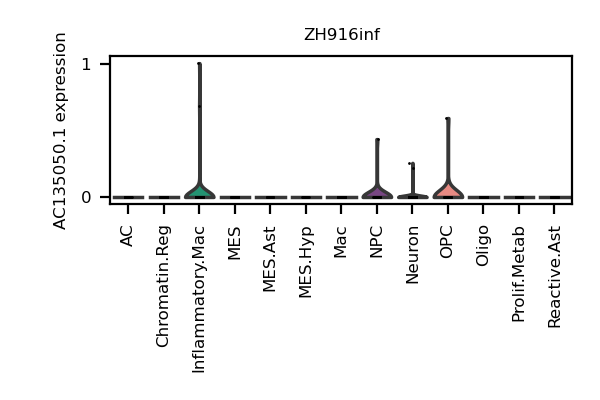 ZH916inf
AC135050.1 expression
1
0
AC
Chromatin.Reg
Inflammatory.Mac
MES
MES.Ast
MES.Hyp
Mac
NPC
Neuron
OPC
Oligo
Prolif.Metab
Reactive.Ast